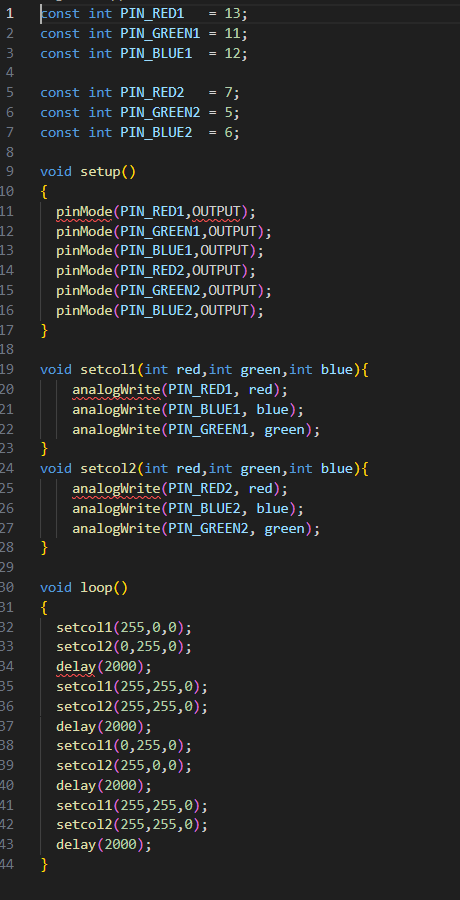 1 const int PIN_RED1   = 13;
2 const int PIN_GREEN1 = 11;
3 const int PIN_BLUE1  = 12;
4
5 const int PIN_RED2   = 7;
6 const int PIN_GREEN2 = 5;
7 const int PIN_BLUE2  = 6;
8
9 void setup()
10 {
11   pinMode(PIN_RED1,OUTPUT);
12   pinMode(PIN_GREEN1,OUTPUT);
13   pinMode(PIN_BLUE1,OUTPUT);
14   pinMode(PIN_RED2,OUTPUT);
15   pinMode(PIN_GREEN2,OUTPUT);
16   pinMode(PIN_BLUE2,OUTPUT);
17 }
18
19 void setcol1(int red,int green,int blue){
20     analogWrite(PIN_RED1, red);
21     analogWrite(PIN_BLUE1, blue);
22     analogWrite(PIN_GREEN1, green);
23 }
24 void setcol2(int red,int green,int blue){
25     analogWrite(PIN_RED2, red);
26     analogWrite(PIN_BLUE2, blue);
27     analogWrite(PIN_GREEN2, green);
28 }
29
30 void loop()
31 {
32   setcol1(255,0,0);
33   setcol2(0,255,0);
34   delay(2000);
35   setcol1(255,255,0);
36   setcol2(255,255,0);
37   delay(2000);
38   setcol1(0,255,0);
39   setcol2(255,0,0);
40   delay(2000);
41   setcol1(255,255,0);
42   setcol2(255,255,0);
43   delay(2000);
44 }